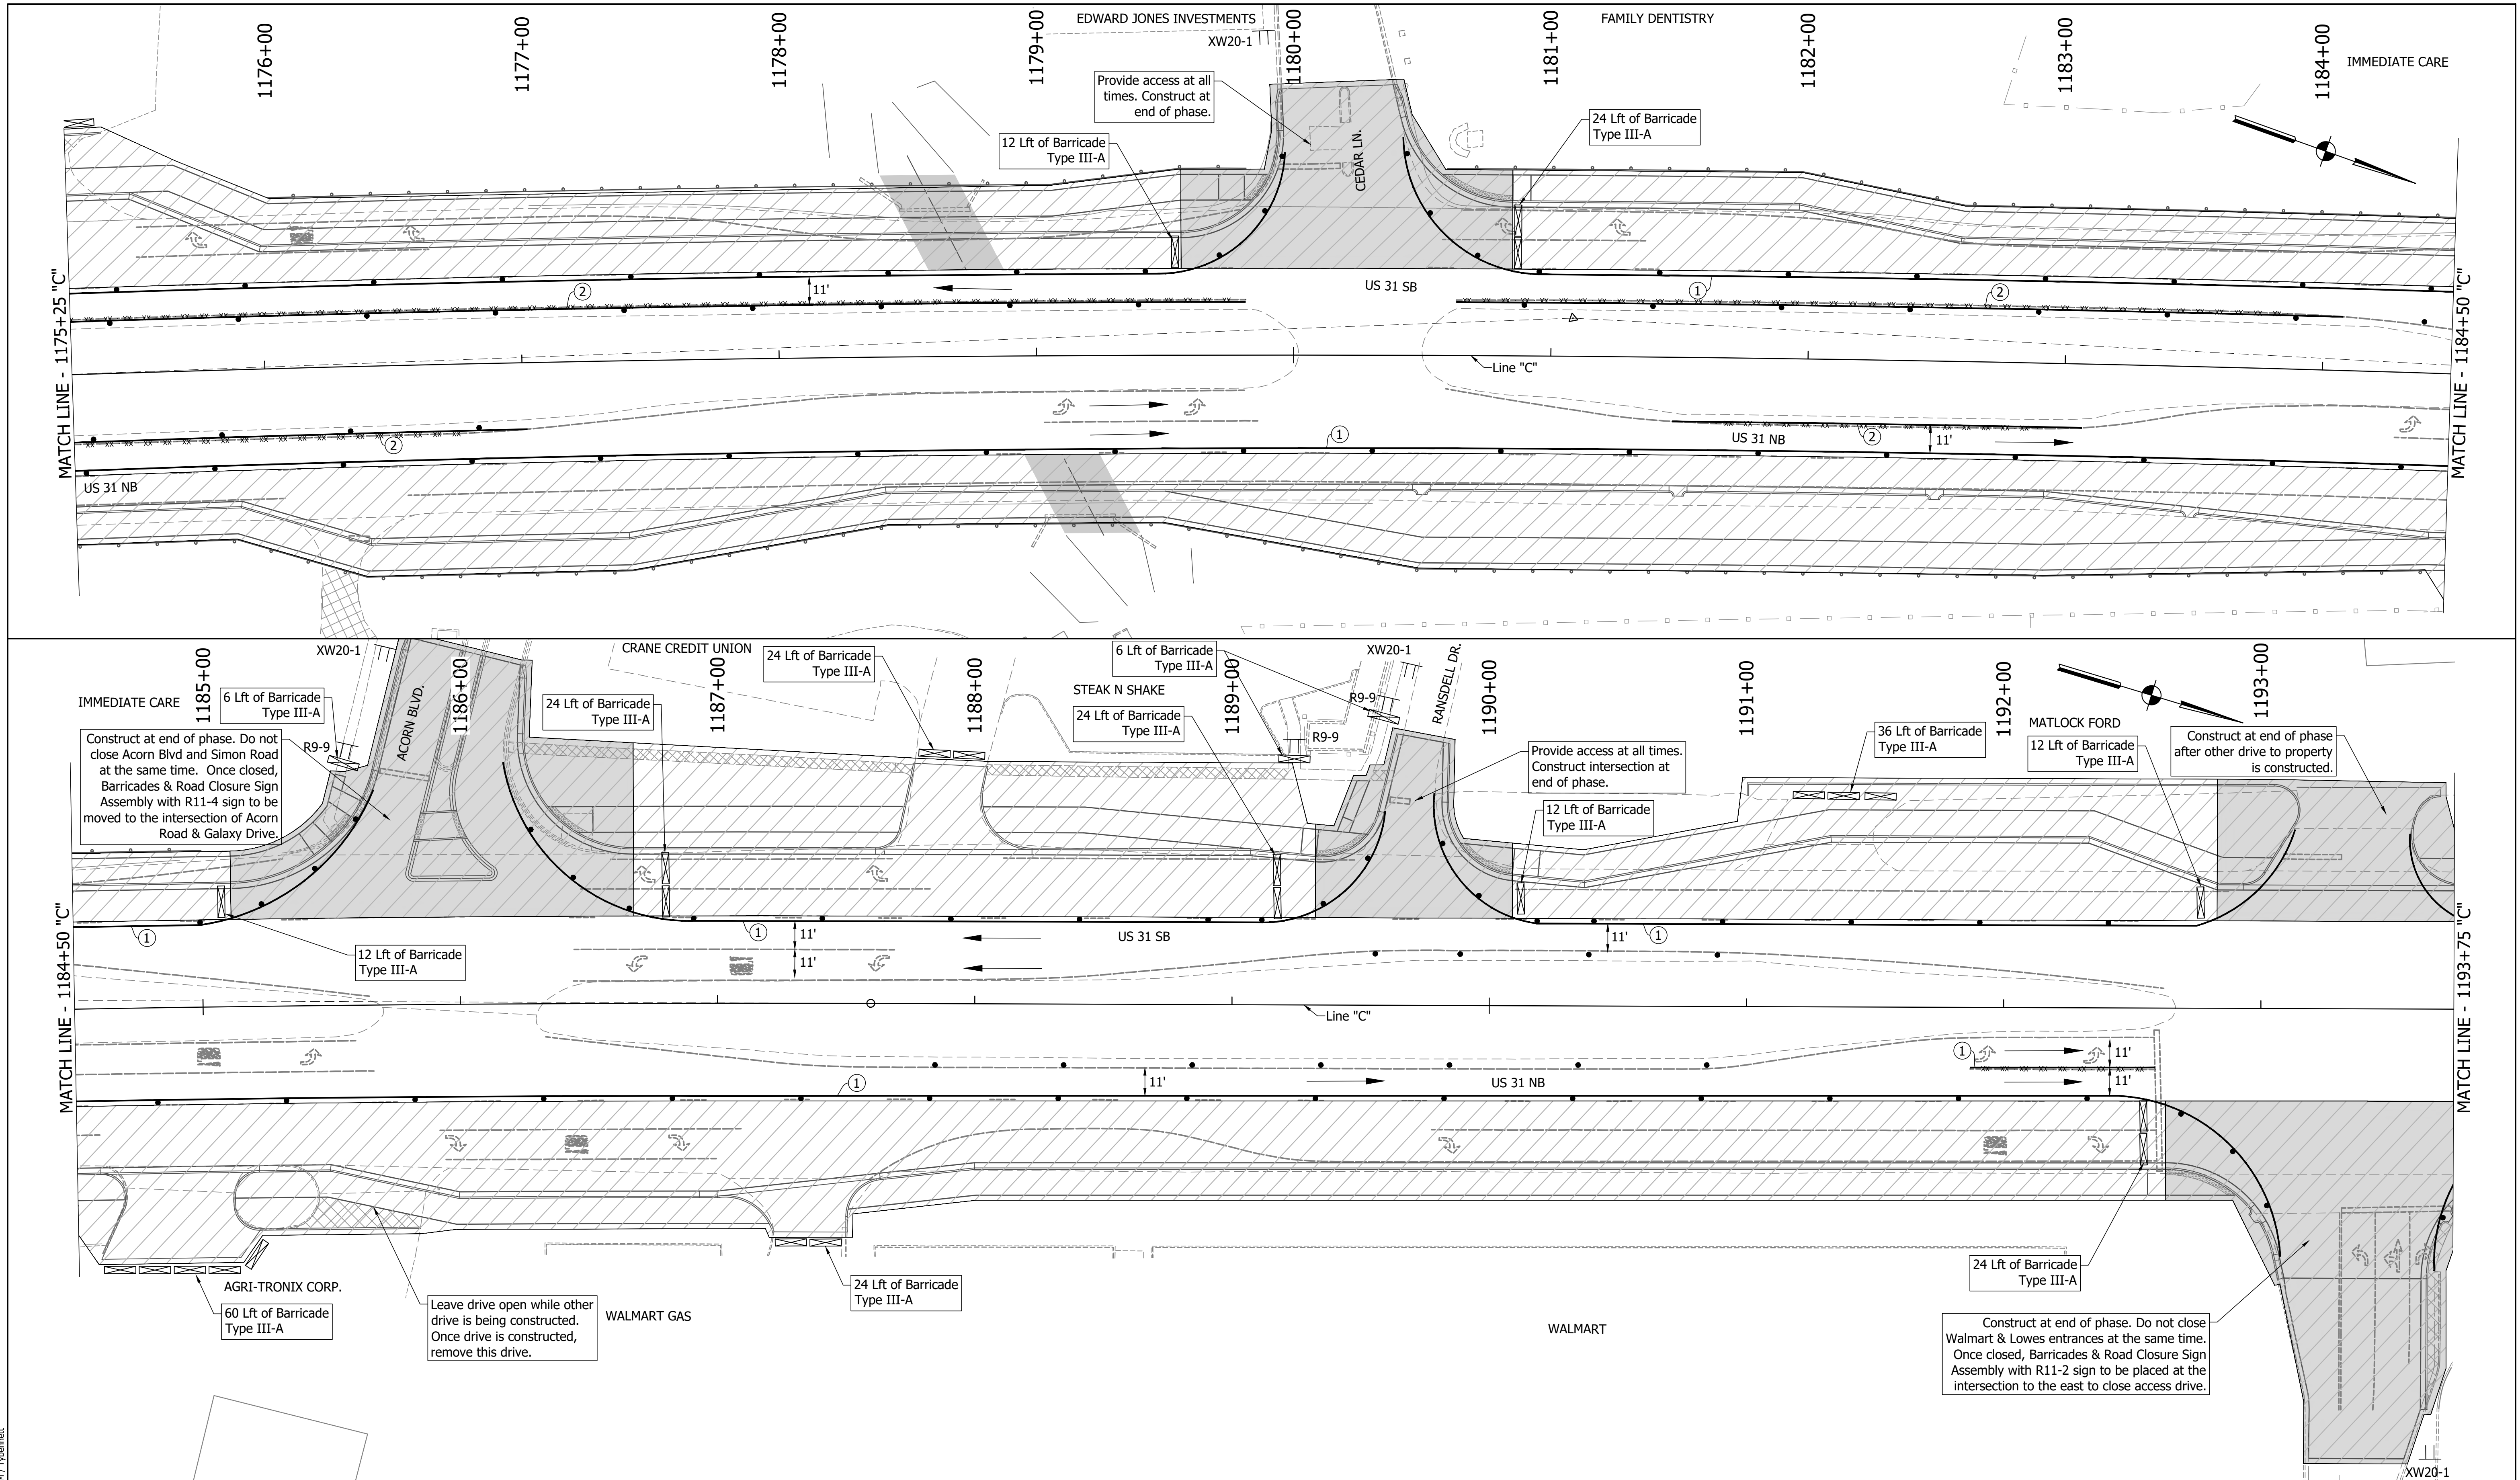 1176+00
1177+00
1178+00
1179+00
1180+00
1181+00
1182+00
1183+00
1184+00
EDWARD JONES INVESTMENTS
XW20-1
FAMILY DENTISTRY
IMMEDIATE CARE
Provide access at all
times. Construct at
end of phase.
12 Lft of Barricade
Type III-A
24 Lft of Barricade
Type III-A
CEDAR LN.
MATCH LINE - 1175+25 "C"
MATCH LINE - 1184+50 "C"
2
11'
US 31 SB
1
2
Line "C"
2
1
US 31 NB
2
11'
US 31 NB
1185+00
1186+00
1187+00
1188+00
1189+00
1190+00
1191+00
1192+00
1193+00
XW20-1
CRANE CREDIT UNION
24 Lft of Barricade
Type III-A
6 Lft of Barricade
Type III-A
XW20-1
RANSDELL DR.
IMMEDIATE CARE
6 Lft of Barricade
Type III-A
R9-9
ACORN BLVD.
24 Lft of Barricade
Type III-A
STEAK N SHAKE
24 Lft of Barricade
Type III-A
R9-9
R9-9
Construct at end of phase. Do not
close Acorn Blvd and Simon Road
at the same time. Once closed,
Barricades & Road Closure Sign
Assembly with R11-4 sign to be
moved to the intersection of Acorn
Road & Galaxy Drive.
Provide access at all times.
Construct intersection at
end of phase.
12 Lft of Barricade
Type III-A
36 Lft of Barricade
Type III-A
MATLOCK FORD
12 Lft of Barricade
Type III-A
Construct at end of phase
after other drive to property
is constructed.
MATCH LINE - 1184+50 "C"
MATCH LINE - 1193+75 "C"
1
12 Lft of Barricade
Type III-A
1
11'
11'
US 31 SB
11'
1
Line "C"
1
11'
US 31 NB
1
11'
11'
AGRI-TRONIX CORP.
60 Lft of Barricade
Type III-A
Leave drive open while other
drive is being constructed.
Once drive is constructed,
remove this drive.
WALMART GAS
24 Lft of Barricade
Type III-A
WALMART
24 Lft of Barricade
Type III-A
Construct at end of phase. Do not close
Walmart & Lowes entrances at the same time.
Once closed, Barricades & Road Closure Sign
Assembly with R11-2 sign to be placed at the
intersection to the east to close access drive.
XW20-1